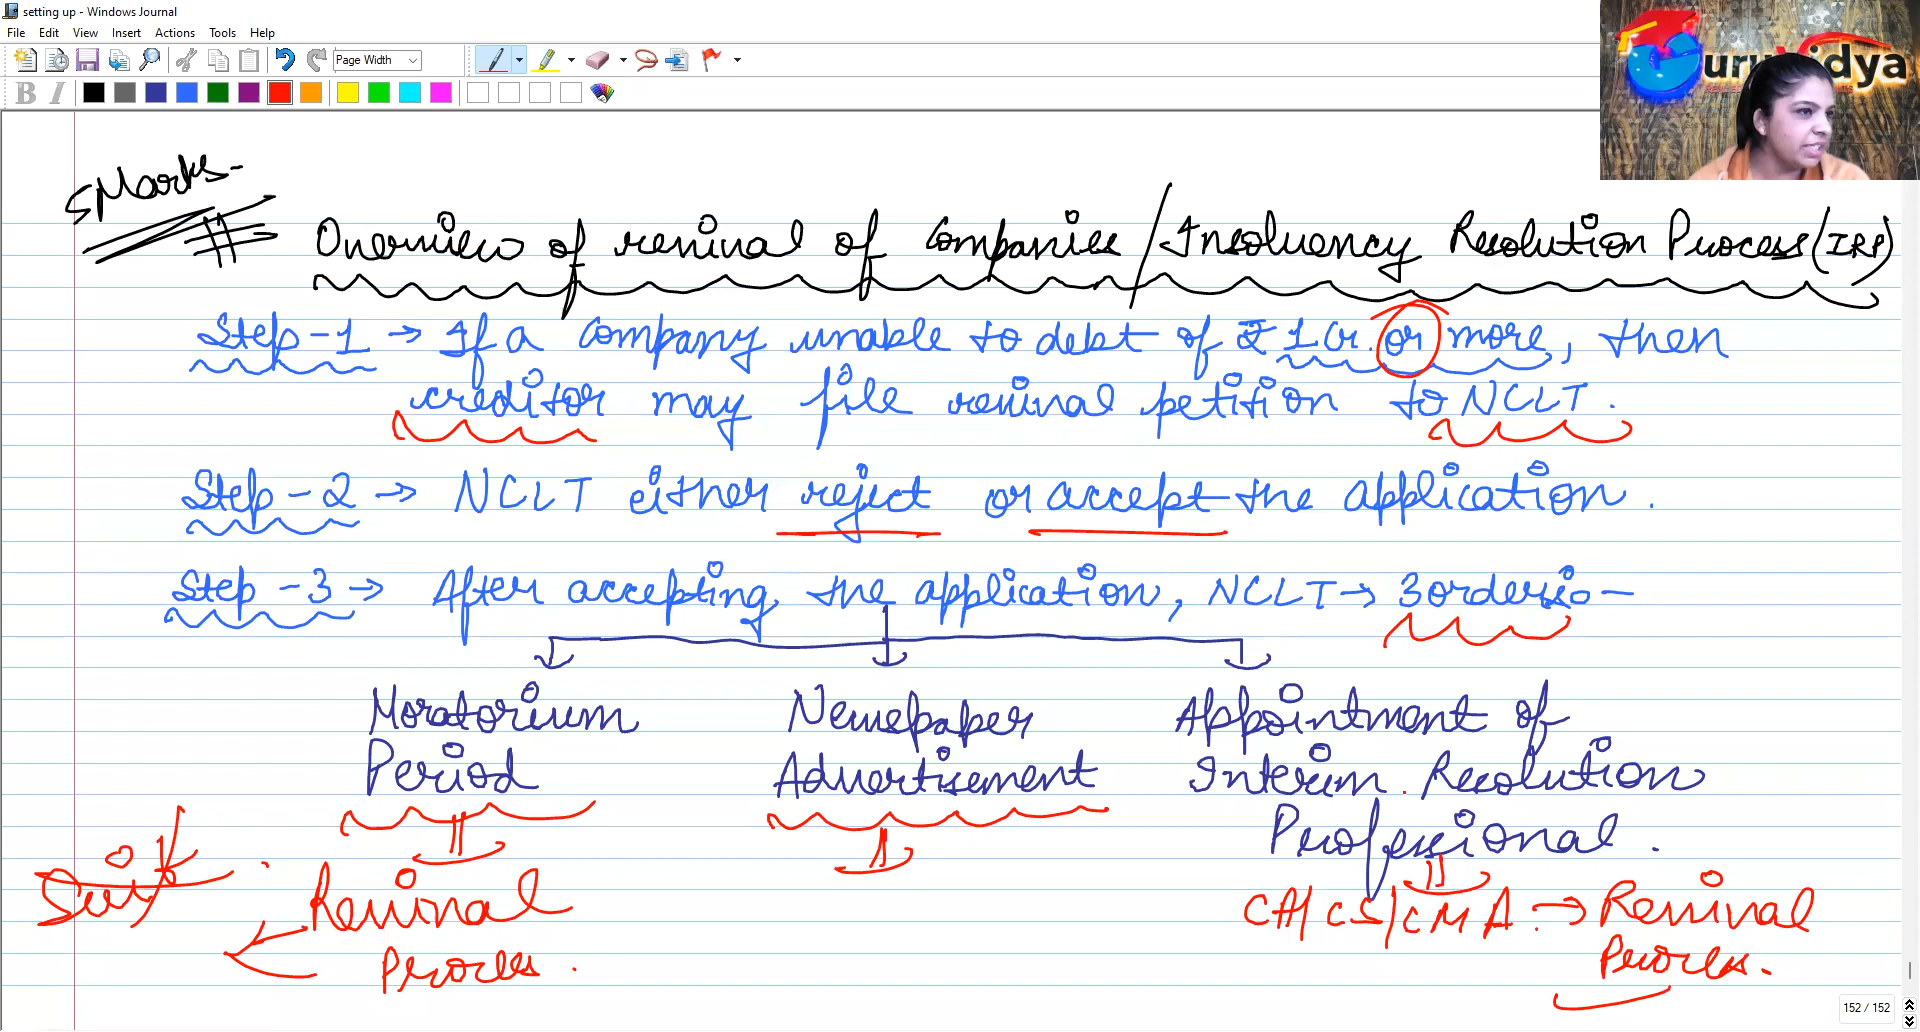 setting up - Windows Journal
File Edit View Insert Actions Tools Help
Page Width
B I
Guruvidya
5 Marks-
# Overview of revival of Companies / Insolvency Resolution Process (IRP)
Step-1 → If a Company unable to debt of ₹ 1 Cr. or more, then
creditor may file revival petition to NCLT.
Step-2 → NCLT either reject or accept the application.
Step-3 → After accepting the application, NCLT → 3 orders:-
Moratorium Period
Newspaper Advertisement
Appointment of Interim Resolution Professional.
Suit
Revival Process.
CA/CS/CMA. → Revival Process.
152 / 152